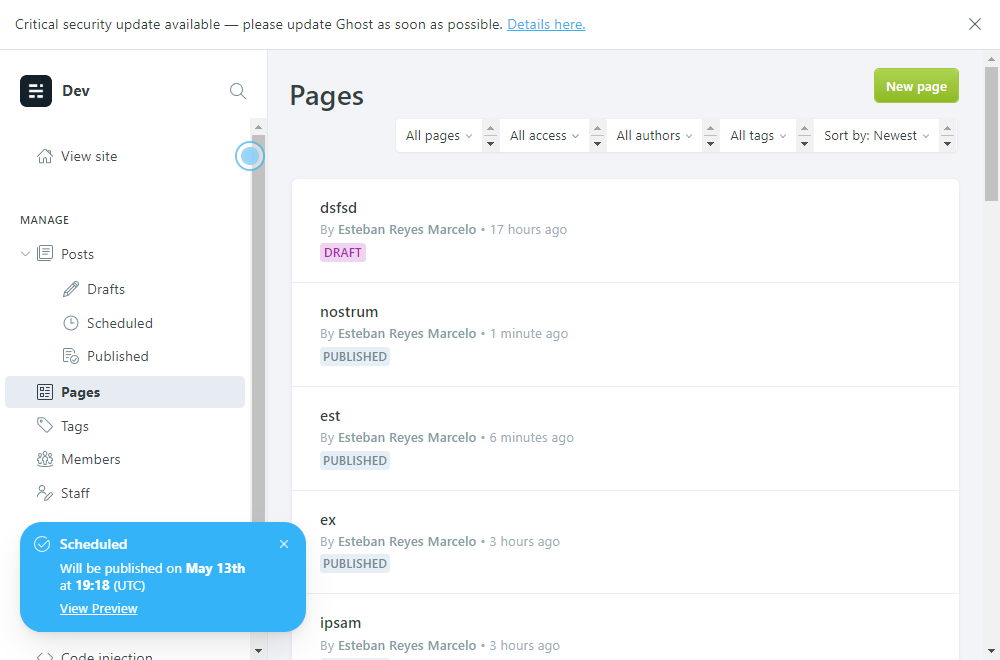 Critical security update available — please update Ghost as soon as possible. Details here.
Dev
View site
MANAGE
Posts
Drafts
Scheduled
Published
Pages
Tags
Members
Staff
Scheduled
Will be published on May 13th
at 19:18 (UTC)
View Preview
Code injection
Pages
New page
All pages
All access
All authors
All tags
Sort by: Newest
dsfsd
By Esteban Reyes Marcelo • 17 hours ago
DRAFT
nostrum
By Esteban Reyes Marcelo • 1 minute ago
PUBLISHED
est
By Esteban Reyes Marcelo • 6 minutes ago
PUBLISHED
ex
By Esteban Reyes Marcelo • 3 hours ago
PUBLISHED
ipsam
By Esteban Reyes Marcelo • 3 hours ago